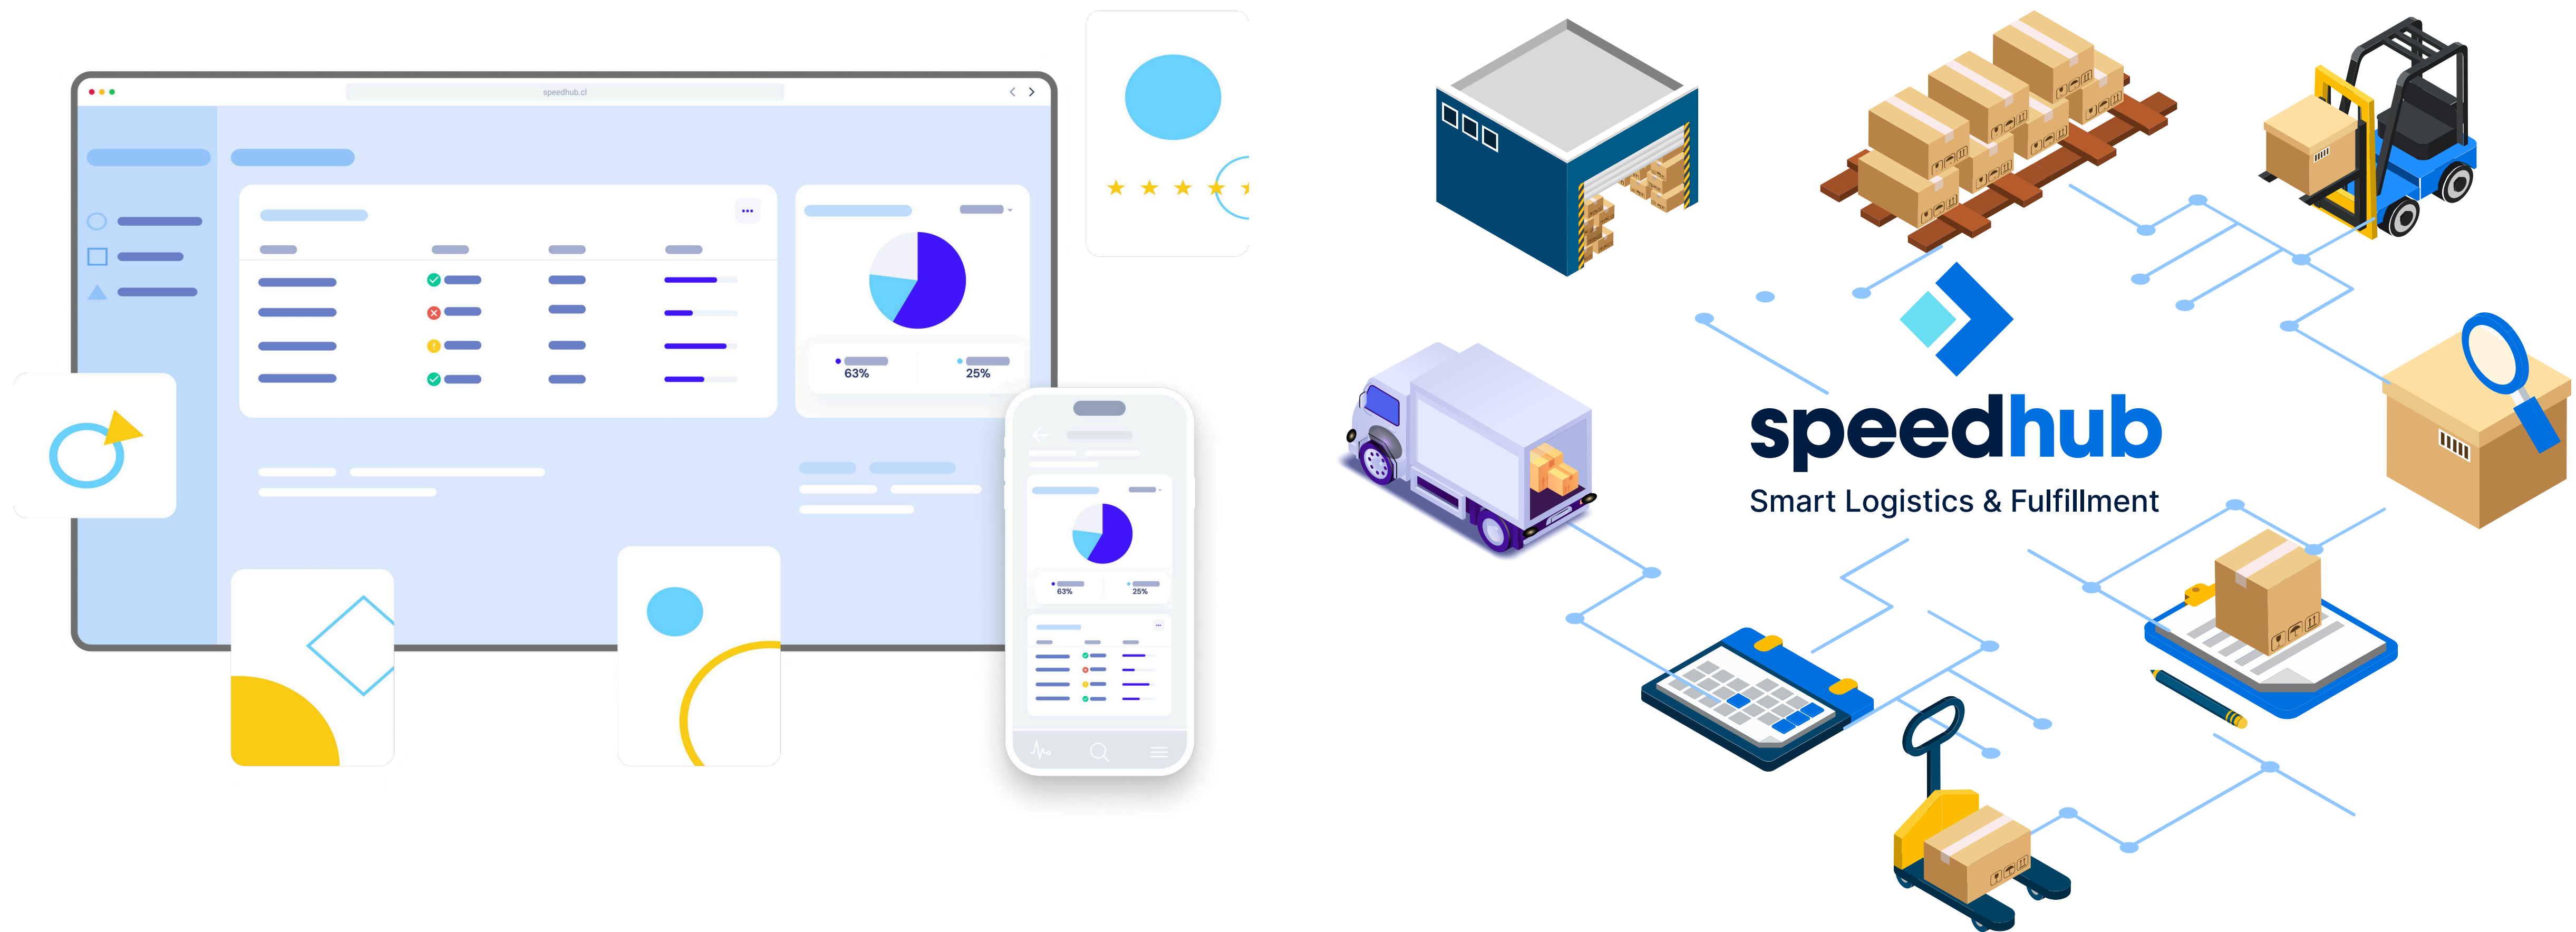 speedhub.cl
63%
25%
63%
25%
speedhub
Smart Logistics & Fulfillment